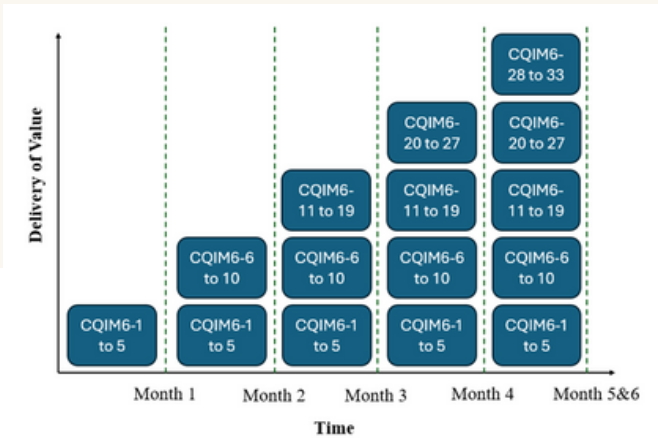 CQIM6-
28 to 33
CQIM6-
20 to 27
CQIM6-
20 to 27
CQIM6-
11 to 19
CQIM6-
11 to 19
CQIM6-
11 to 19
CQIM6-6
to 10
CQIM6-6
to 10
CQIM6-6
to 10
CQIM6-6
to 10
CQIM6-1
to 5
CQIM6-1
to 5
CQIM6-1
to 5
CQIM6-1
to 5
CQIM6-1
to 5
Delivery of Value
Month 1
Month 2
Month 3
Month 4
Month 5&6
Time